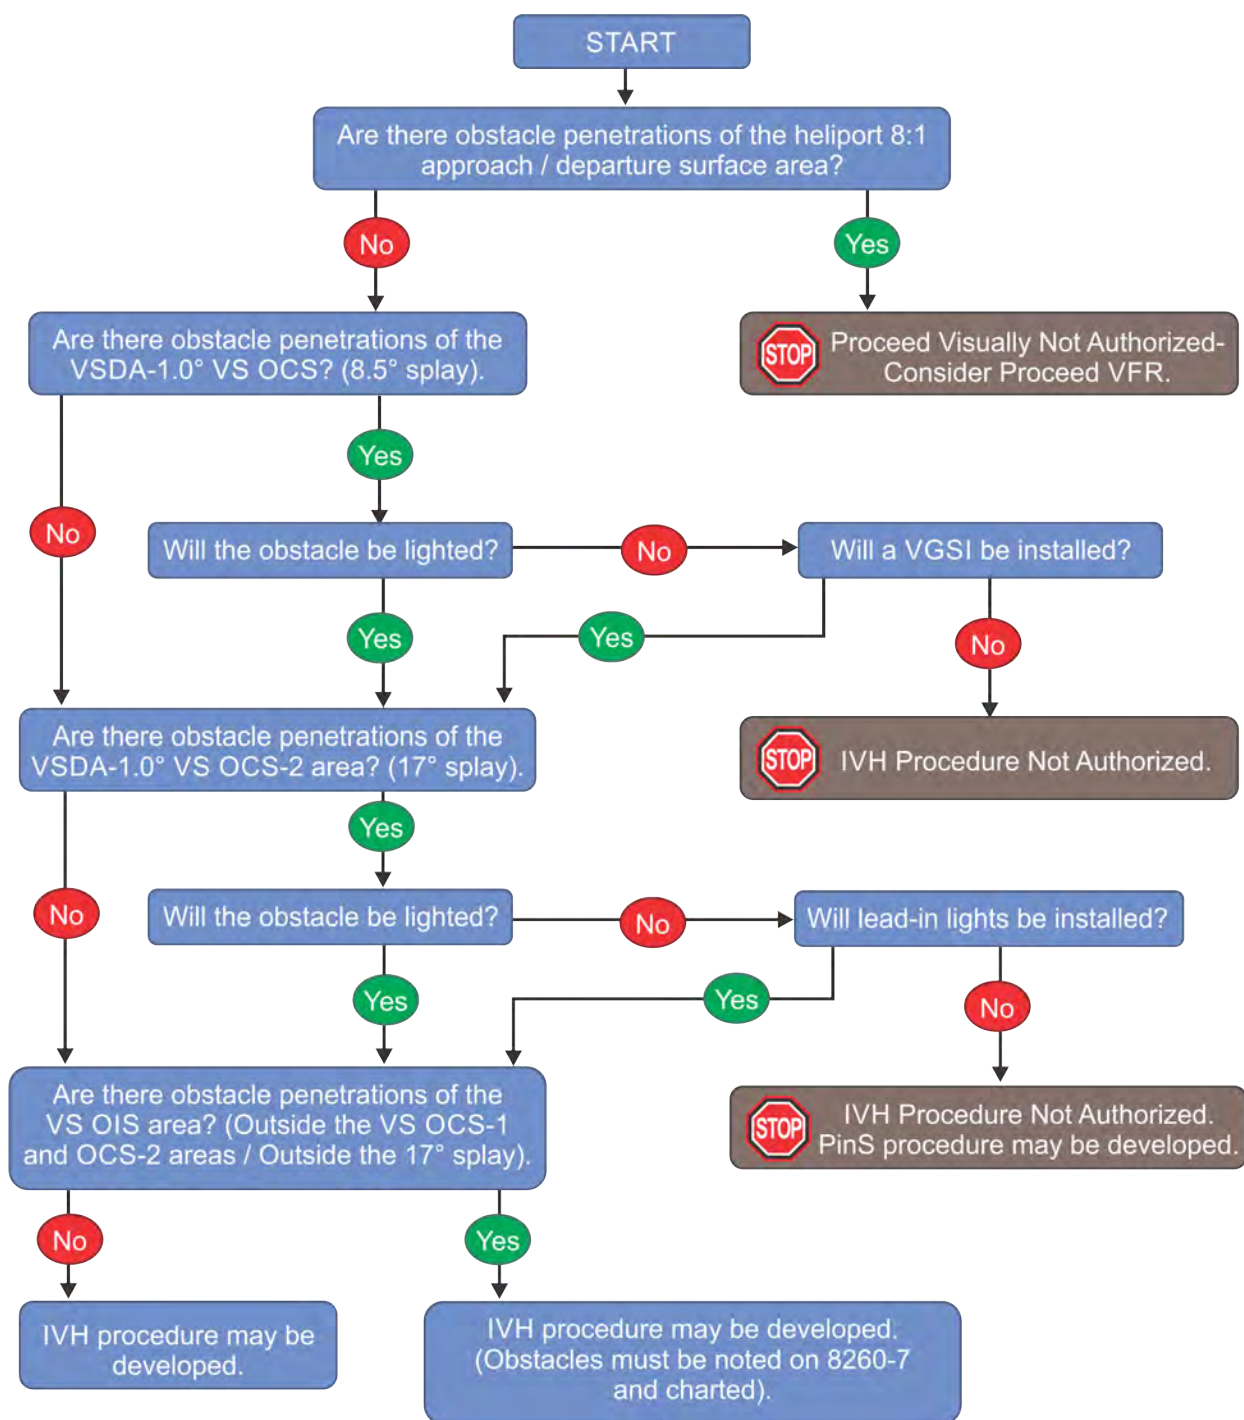 START
Are there obstacle penetrations of the heliport 8:1
approach / departure surface area?
No
Yes
Are there obstacle penetrations of the
VSDA-1.0° VS OCS? (8.5° splay).
STOP
Proceed Visually Not Authorized-
Consider Proceed VFR.
Yes
No
Will the obstacle be lighted?
No
Will a VGSI be installed?
Yes
Yes
No
Are there obstacle penetrations of the
VSDA-1.0° VS OCS-2 area? (17° splay).
STOP
IVH Procedure Not Authorized.
Yes
No
Will the obstacle be lighted?
No
Will lead-in lights be installed?
Yes
Yes
No
Are there obstacle penetrations of the
VS OIS area? (Outside the VS OCS-1
and OCS-2 areas / Outside the 17° splay).
STOP
IVH Procedure Not Authorized.
PinS procedure may be developed.
No
Yes
IVH procedure may be
developed.
IVH procedure may be developed.
(Obstacles must be noted on 8260-7
and charted).